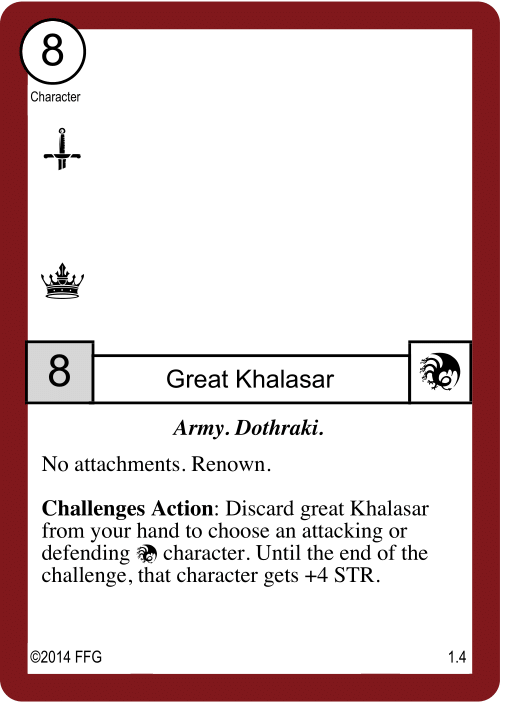 8
Character
8
Great Khalasar
Army. Dothraki.
No attachments. Renown.
Challenges Action: Discard great Khalasar
from your hand to choose an attacking or
defending character. Until the end of the
challenge, that character gets +4 STR.
©2014 FFG
1.4